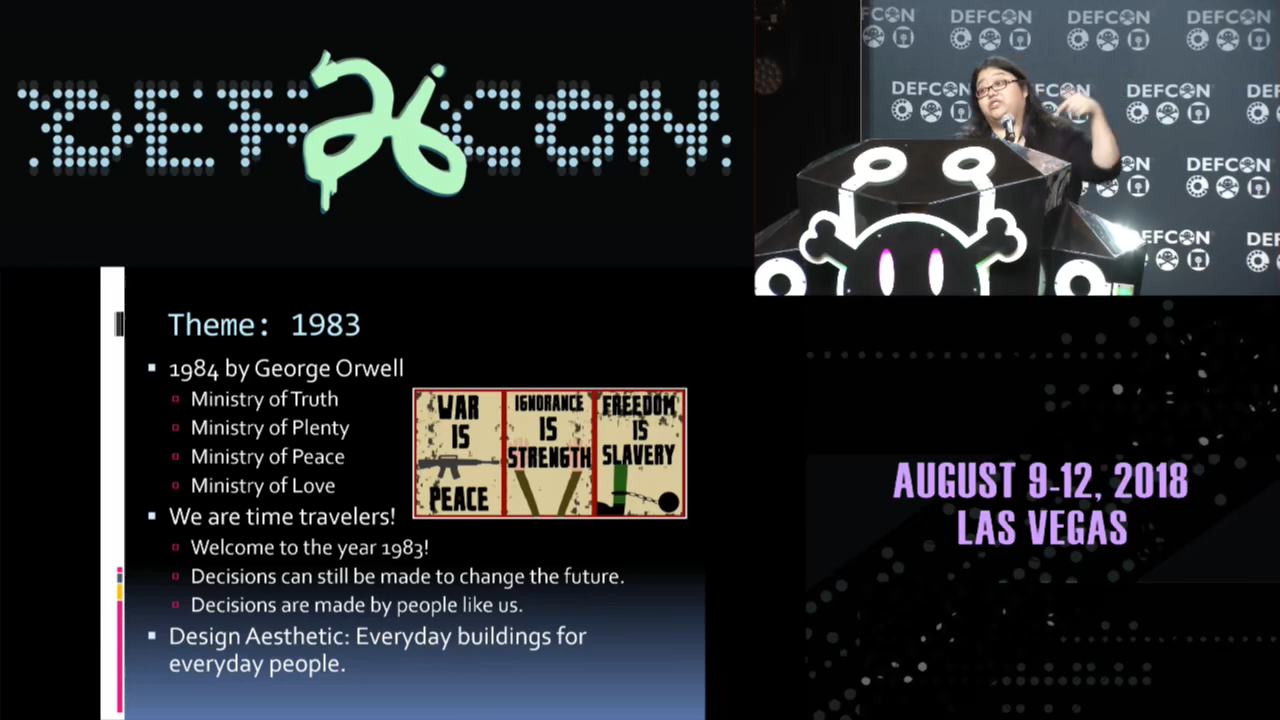 DEF CON
26
DEFCON DEFCON DEFCON DEFCON
DEFCON DEFCON DEFCON
DEFCON
DEFCON
Theme: 1983
1984 by George Orwell
Ministry of Truth
Ministry of Plenty
Ministry of Peace
Ministry of Love
WAR
IS
PEACE
IGNORANCE
IS
STRENGTH
FREEDOM
IS
SLAVERY
We are time travelers!
Welcome to the year 1983!
Decisions can still be made to change the future.
Decisions are made by people like us.
Design Aesthetic: Everyday buildings for
everyday people.
AUGUST 9-12, 2018
LAS VEGAS